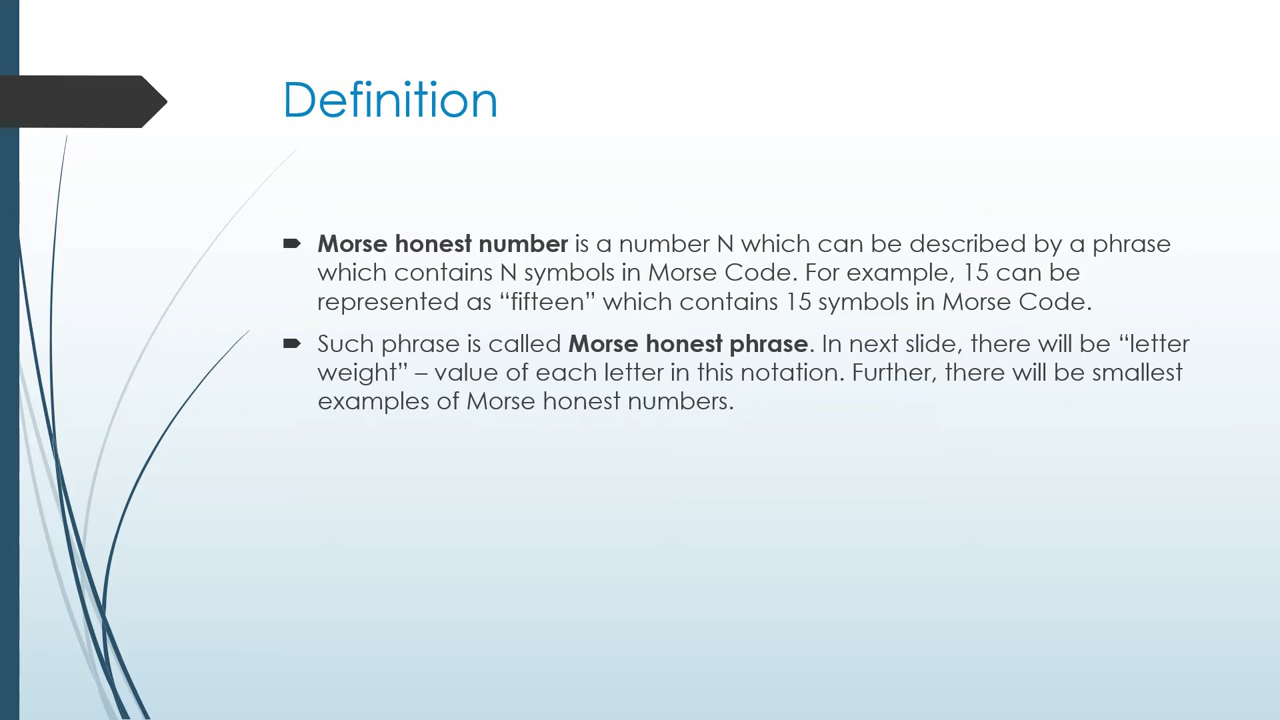 Definition
Morse honest number is a number N which can be described by a phrase
which contains N symbols in Morse Code. For example, 15 can be
represented as “fifteen” which contains 15 symbols in Morse Code.
Such phrase is called Morse honest phrase. In next slide, there will be “letter
weight” – value of each letter in this notation. Further, there will be smallest
examples of Morse honest numbers.